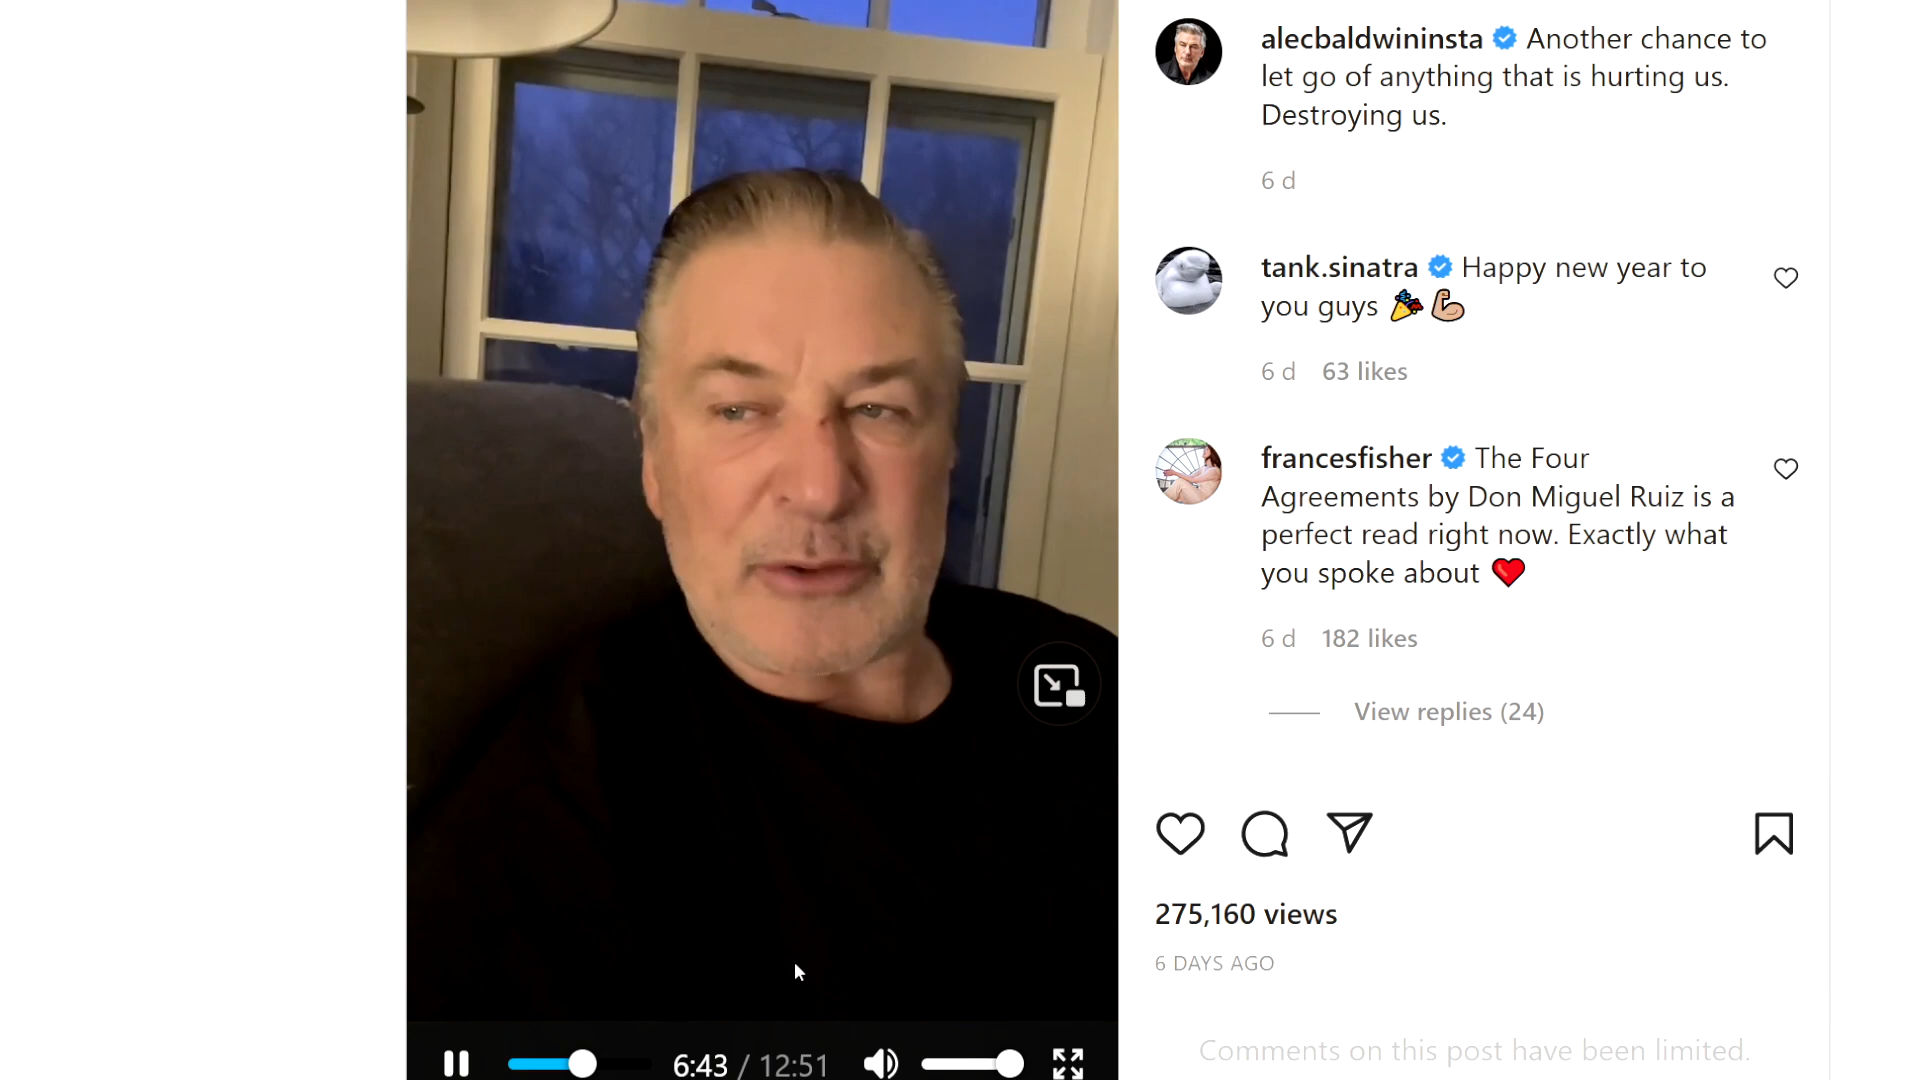 alecbaldwininsta Another chance to
let go of anything that is hurting us.
Destroying us.
6 d
tank.sinatra Happy new year to
you guys 🎉💪🏼
6 d 63 likes
francesfisher The Four
Agreements by Don Miguel Ruiz is a
perfect read right now. Exactly what
you spoke about ❤️
6 d 182 likes
View replies (24)
275,160 views
6 DAYS AGO
Comments on this post have been limited.
6:43 / 12:51